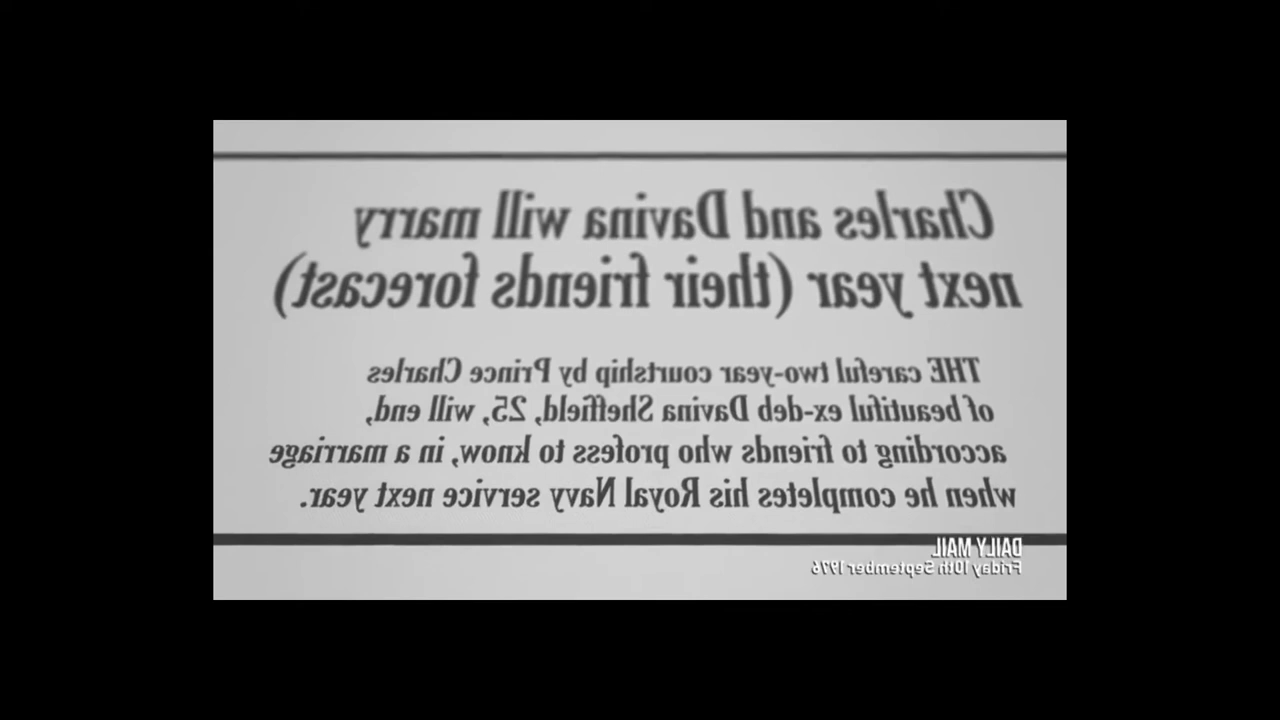 Charles and Davina will marry
next year (their friends forecast)
THE careful two-year courtship by Prince Charles
of beautiful ex-deb Davina Sheffield, 25, will end,
according to friends who profess to know, in a marriage
when he completes his Royal Navy service next year.
DAILY MAIL
Friday 10th September 1976